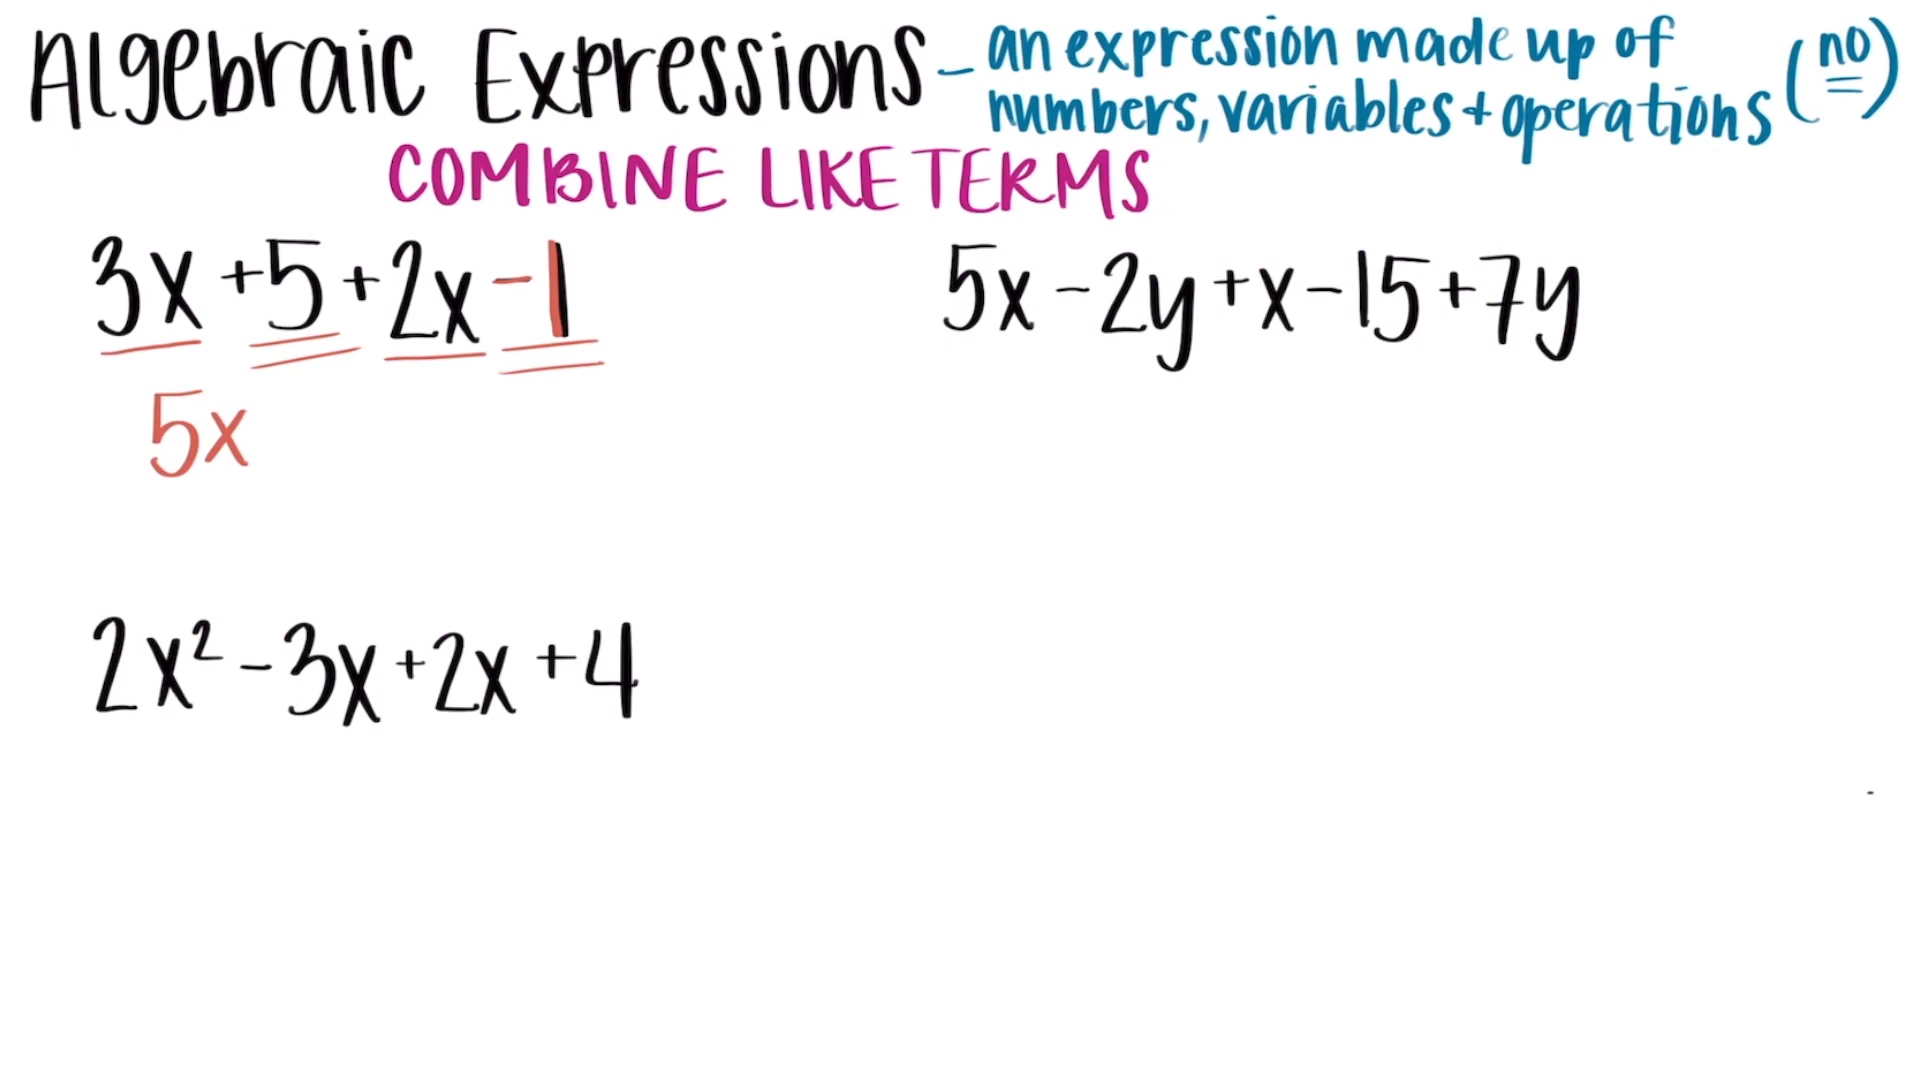 Algebraic Expressions - an expression made up of
numbers, variables + operations (no =)
COMBINE LIKE TERMS
3x + 5 + 2x - 1
5x
5x - 2y + x - 15 + 7y
2x² - 3x + 2x + 4